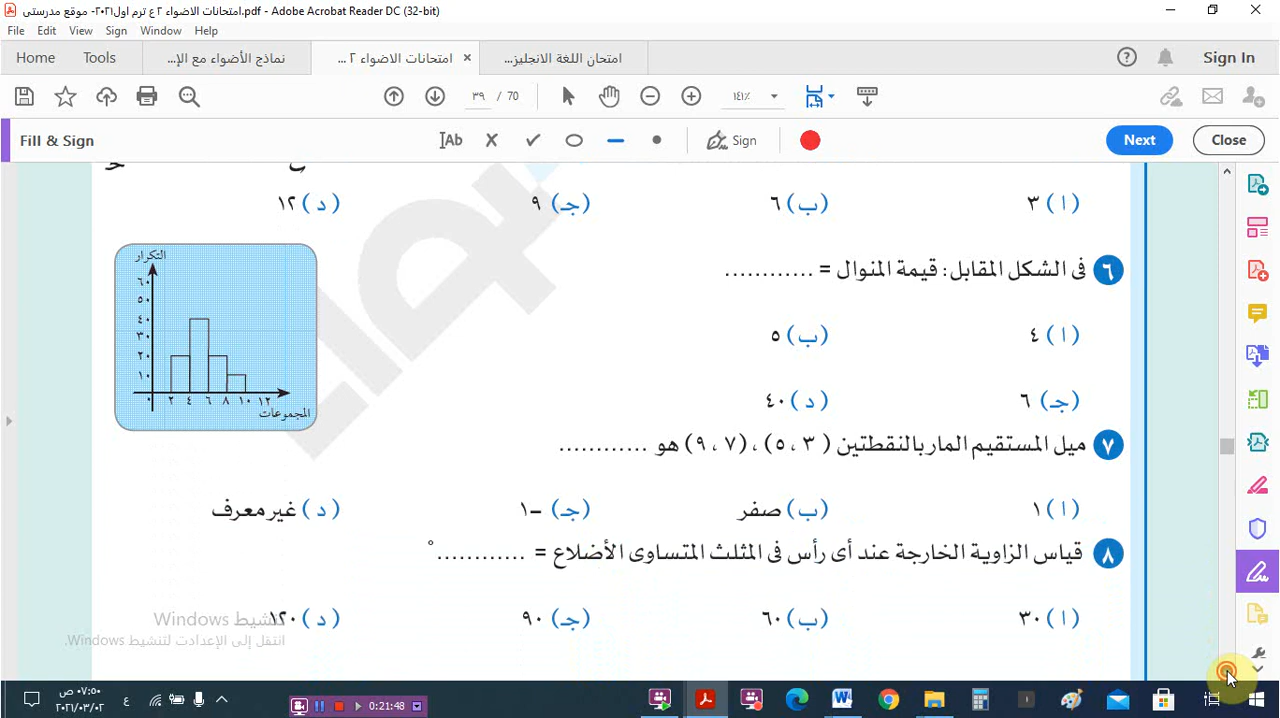 امتحانات الاضواء ٢ ع ترم اول٢٠٢١- موقع مدرستى.pdf - Adobe Acrobat Reader DC (32-bit)
File Edit View Sign Window Help
Home Tools نماذج الأضواء مع الإ... امتحانات الاضواء ٢ ... × امتحان اللغة الانجليز... Sign In
٣٩ / 70 ١٤١٪
Fill & Sign Ab Sign Next Close
( ا ) ٣ ( ب ) ٦ ( جـ ) ٩ ( د ) ١٢
٦ فى الشكل المقابل : قيمة المنوال = ............
( ا ) ٤ ( ب ) ٥
( جـ ) ٦ ( د ) ٤٠
التكرار
٦٠
٥٠
٤٠
٣٠
٢٠
١٠
٠ ٢ ٤ ٦ ٨ ١٠ ١٢
المجموعات
٧ ميل المستقيم المار بالنقطتين ( ٣ ، ٥ ) ، ( ٧ ، ٩ ) هو ............
( ا ) ١ ( ب ) صفر ( جـ ) -١ ( د ) غير معرف
٨ قياس الزاوية الخارجة عند أى رأس فى المثلث المتساوى الأضلاع = ............°
( ا ) ٣٠ ( ب ) ٦٠ ( جـ ) ٩٠ ( د ) ١٢٠
تنشيط Windows
انتقل إلى الإعدادت لتنشيط Windows.
٠٧:٥٠ ص
٢٠٢١/٠٣/٠٢
ع
0:21:48